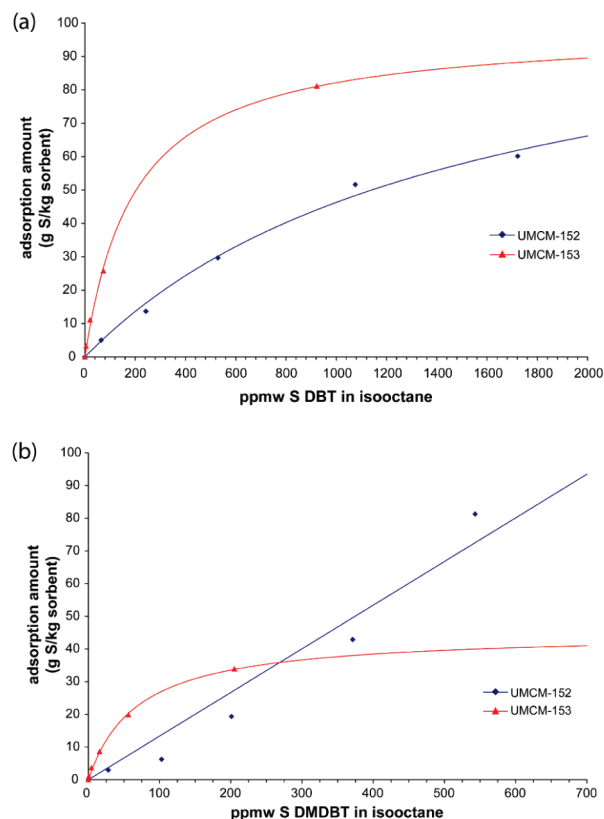 (a)
100
90
80
70
60
50
40
30
20
10
0
adsorption amount
(g S/kg sorbent)
UMCM-152
UMCM-153
0 200 400 600 800 1000 1200 1400 1600 1800 2000
ppmw S DBT in isooctane
(b)
100
90
80
70
60
50
40
30
20
10
0
adsorption amount
(g S/kg sorbent)
UMCM-152
UMCM-153
0 100 200 300 400 500 600 700
ppmw S DMDBT in isooctane